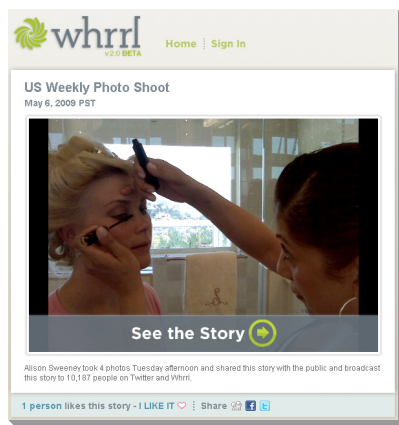 whrrl
v2.0 BETA
Home Sign In
US Weekly Photo Shoot
May 6, 2009 PST
See the Story
Alison Sweeney took 4 photos Tuesday afternoon and shared this story with the public and broadcast
this story to 10,187 people on Twitter and Whrrl.
1 person likes this story - I LIKE IT Share